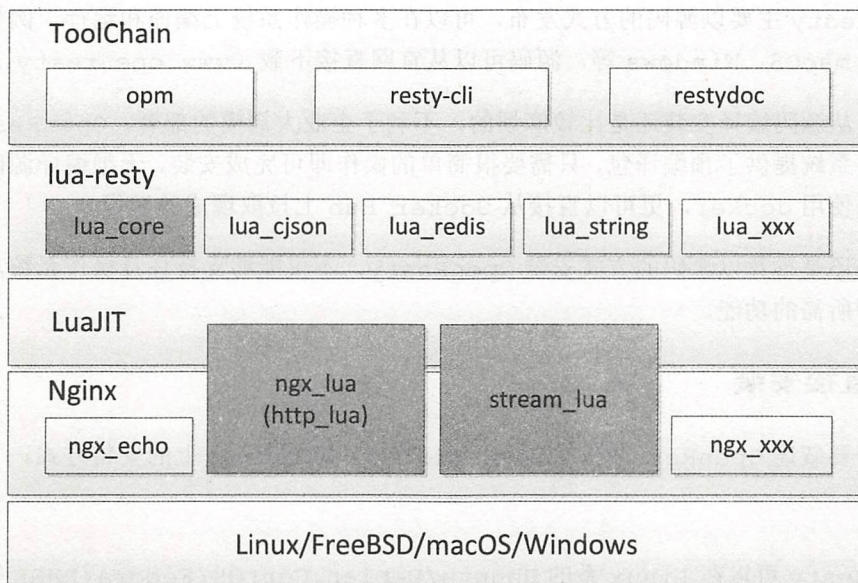 ToolChain
opm
resty-cli
restydoc
lua-resty
lua_core
lua_cjson
lua_redis
lua_string
lua_xxx
LuaJIT
Nginx
ngx_lua
(http_lua)
stream_lua
ngx_echo
ngx_xxx
Linux/FreeBSD/macOS/Windows